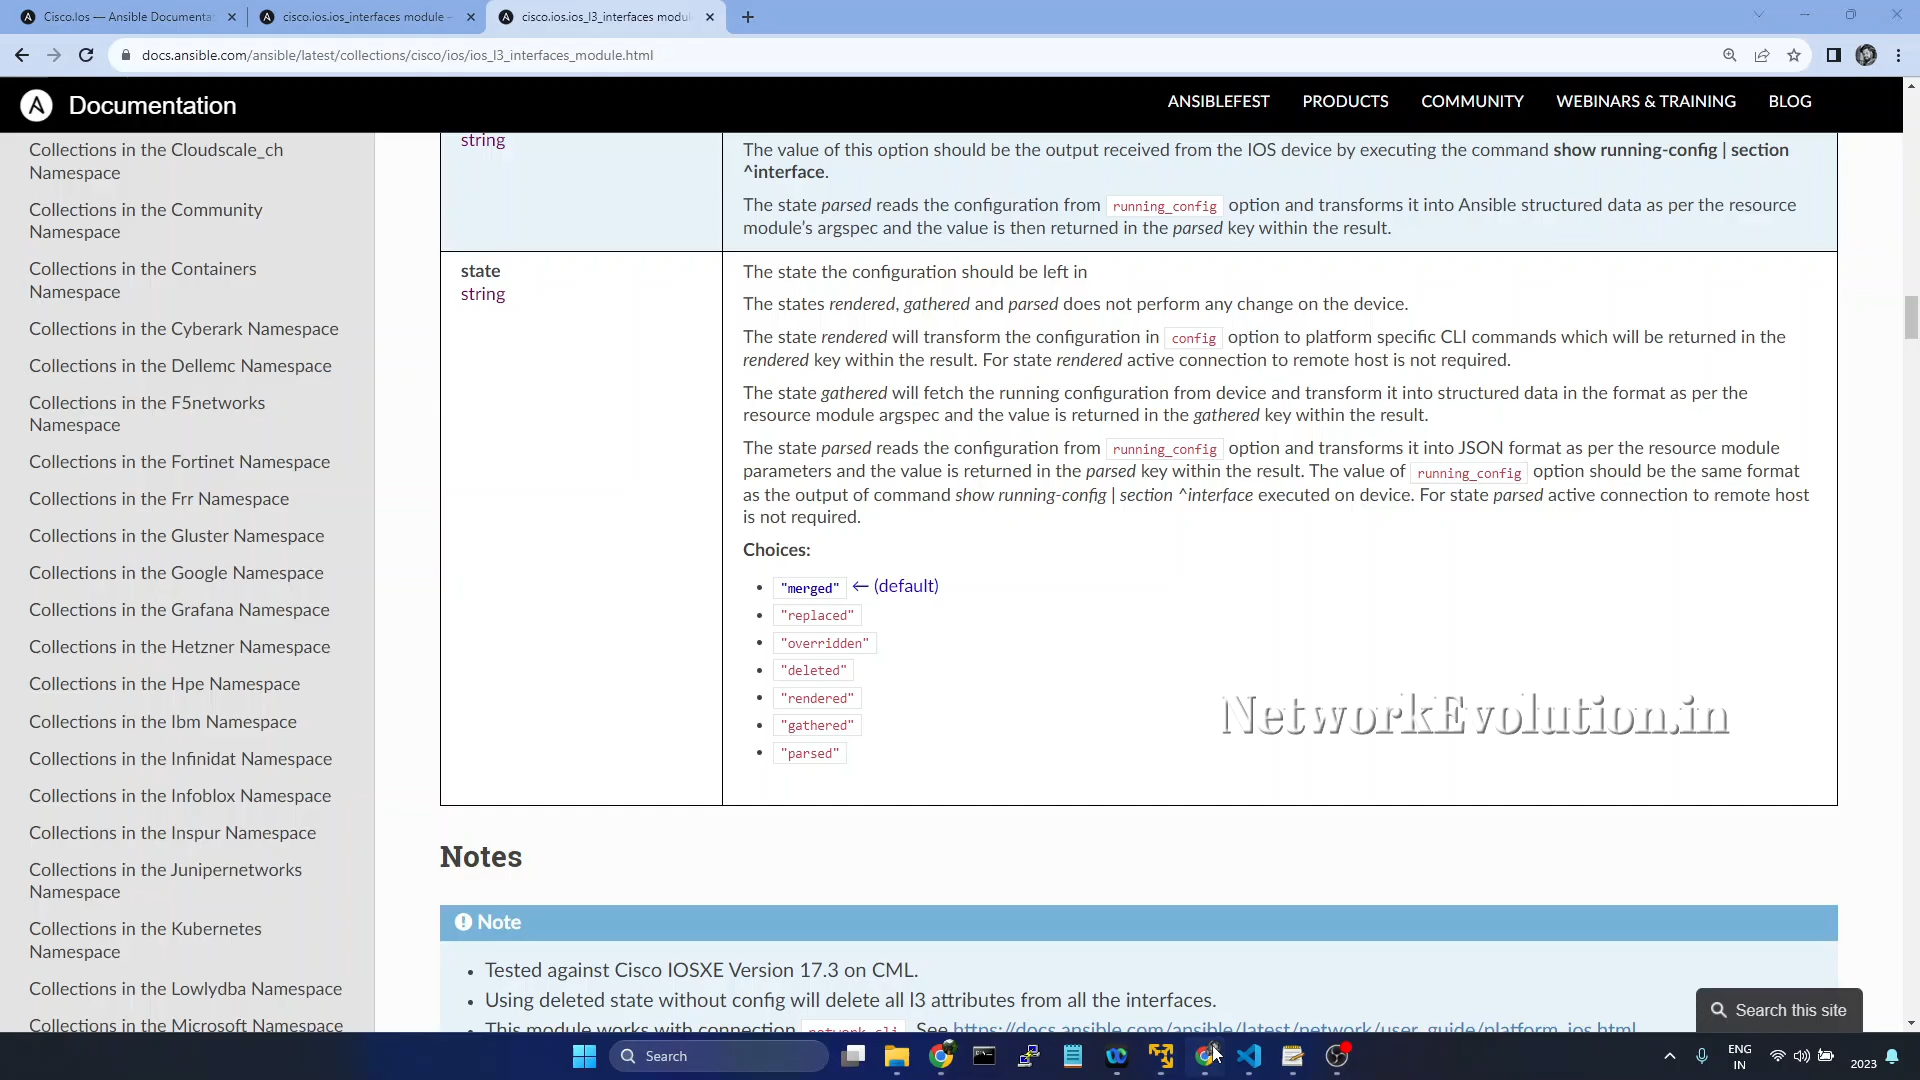 Cisco.Ios — Ansible Documenta
cisco.ios.ios_interfaces module –
cisco.ios.ios_l3_interfaces modu
docs.ansible.com/ansible/latest/collections/cisco/ios/ios_l3_interfaces_module.html
Documentation
ANSIBLEFEST
PRODUCTS
COMMUNITY
WEBINARS & TRAINING
BLOG
Collections in the Cloudscale_ch
Namespace
Collections in the Community
Namespace
Collections in the Containers
Namespace
Collections in the Cyberark Namespace
Collections in the Dellemc Namespace
Collections in the F5networks
Namespace
Collections in the Fortinet Namespace
Collections in the Frr Namespace
Collections in the Gluster Namespace
Collections in the Google Namespace
Collections in the Grafana Namespace
Collections in the Hetzner Namespace
Collections in the Hpe Namespace
Collections in the Ibm Namespace
Collections in the Infinidat Namespace
Collections in the Infoblox Namespace
Collections in the Inspur Namespace
Collections in the Junipernetworks
Namespace
Collections in the Kubernetes
Namespace
Collections in the Lowlydba Namespace
Collections in the Microsoft Namespace
string
The value of this option should be the output received from the IOS device by executing the command show running-config | section
^interface.
The state parsed reads the configuration from running_config option and transforms it into Ansible structured data as per the resource
module's argspec and the value is then returned in the parsed key within the result.
state
string
The state the configuration should be left in
The states rendered, gathered and parsed does not perform any change on the device.
The state rendered will transform the configuration in config option to platform specific CLI commands which will be returned in the
rendered key within the result. For state rendered active connection to remote host is not required.
The state gathered will fetch the running configuration from device and transform it into structured data in the format as per the
resource module argspec and the value is returned in the gathered key within the result.
The state parsed reads the configuration from running_config option and transforms it into JSON format as per the resource module
parameters and the value is returned in the parsed key within the result. The value of running_config option should be the same format
as the output of command show running-config | section ^interface executed on device. For state parsed active connection to remote host
is not required.
Choices:
• "merged" ← (default)
• "replaced"
• "overridden"
• "deleted"
• "rendered"
• "gathered"
• "parsed"
NetworkEvolution.in
Notes
Note
• Tested against Cisco IOSXE Version 17.3 on CML.
• Using deleted state without config will delete all l3 attributes from all the interfaces.
• This module works with connection network_cli. See https://docs.ansible.com/ansible/latest/network/user_guide/platform_ios.html
Search this site
Search
ENG
IN
2023